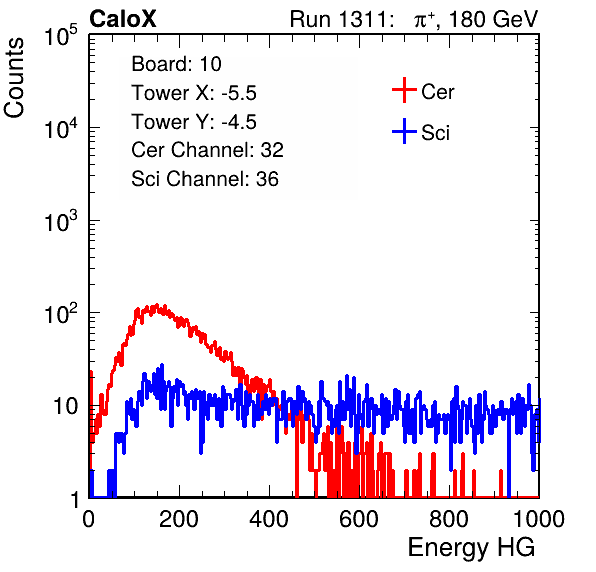 CaloX Run 1311: π⁺, 180 GeV
Counts
10⁵
10⁴
10³
10²
10
1
Board: 10
Tower X: -5.5
Tower Y: -4.5
Cer Channel: 32
Sci Channel: 36
Cer
Sci
0 200 400 600 800 1000
Energy HG